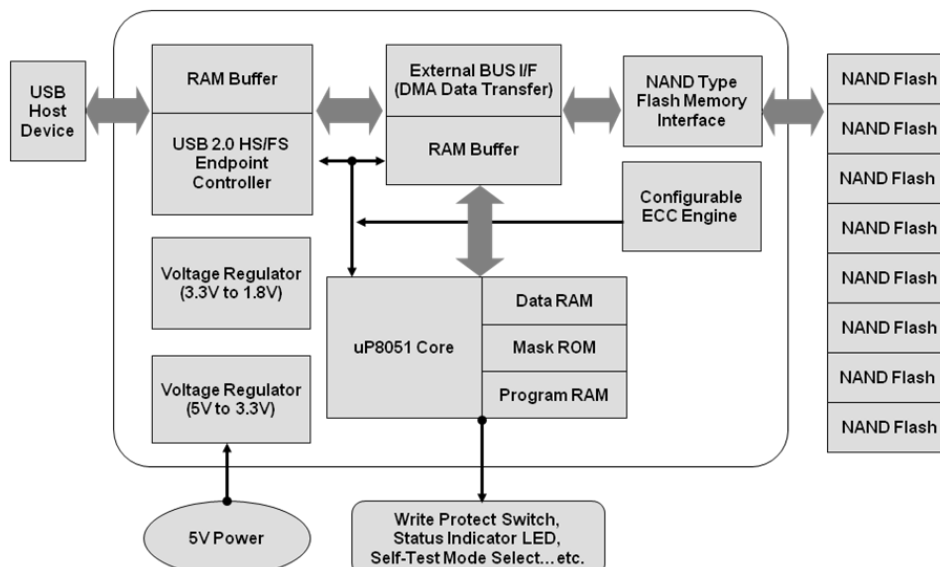 USB
Host
Device
RAM Buffer
USB 2.0 HS/FS
Endpoint
Controller
External BUS I/F
(DMA Data Transfer)
RAM Buffer
NAND Type
Flash Memory
Interface
Configurable
ECC Engine
Voltage Regulator
(3.3V to 1.8V)
Voltage Regulator
(5V to 3.3V)
uP8051 Core
Data RAM
Mask ROM
Program RAM
NAND Flash
NAND Flash
NAND Flash
NAND Flash
NAND Flash
NAND Flash
NAND Flash
NAND Flash
5V Power
Write Protect Switch,
Status Indicator LED,
Self-Test Mode Select... etc.